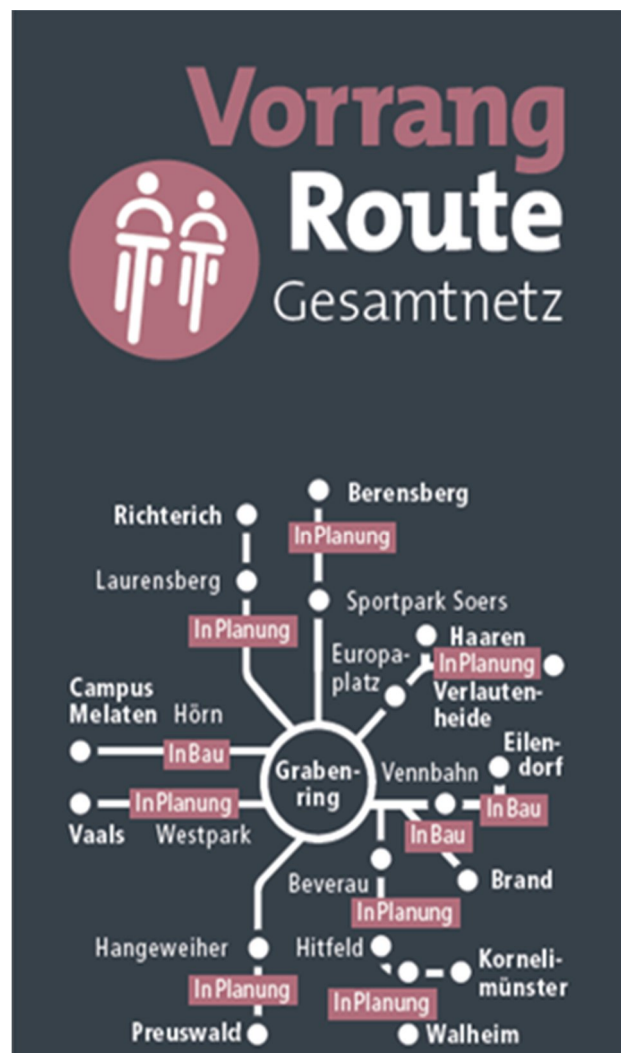 Vorrang
Route
Gesamtnetz
Berensberg
Richterich
In Planung
Laurensberg
Sportpark Soers
In Planung
Haaren
Europa-
platz
In Planung
Verlauten-
heide
Campus
Melaten Hörn
In Bau
Eilen-
dorf
Graben-
ring
Vennbahn
In Planung
In Bau
Vaals Westpark
In Bau
Beverau
Brand
In Planung
Hangeweiher
Hitfeld
Korneli-
münster
In Planung
In Planung
Preuswald
Walheim